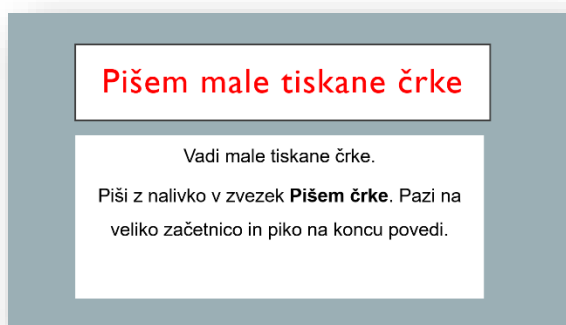 Pišem male tiskane črke
Vadi male tiskane črke.
Piši z nalivko v zvezek Pišem črke. Pazi na
veliko začetnico in piko na koncu povedi.